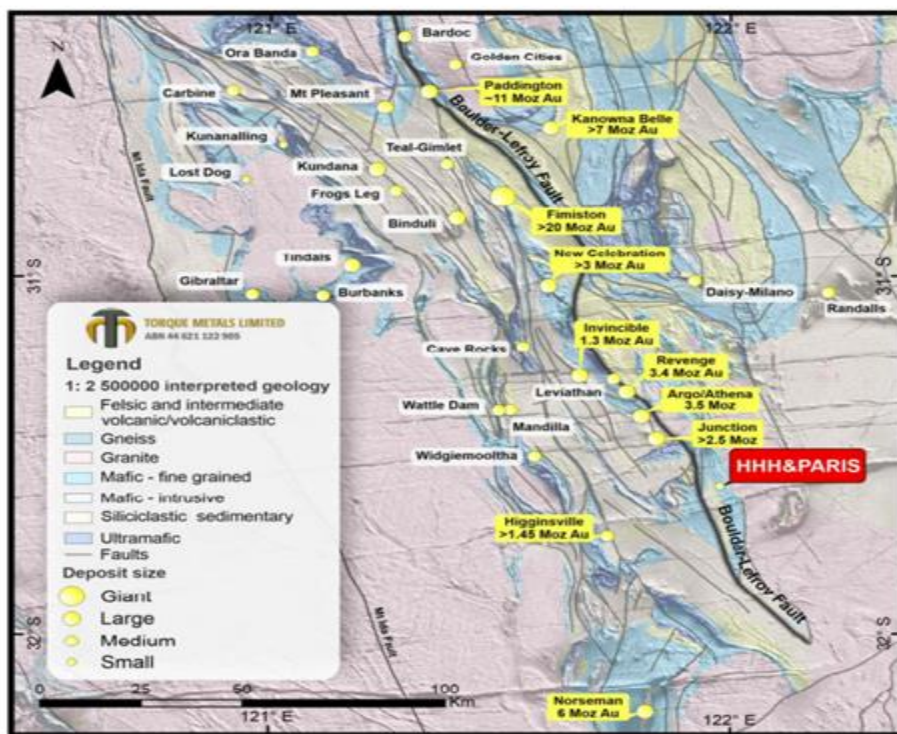 121° E
122° E
N
Bardoc
Ora Banda
Golden Cities
Carbine
Mt Pleasant
Paddington
~11 Moz Au
Boulder-Lefroy Fault
Kanowna Belle
>7 Moz Au
Kunanalling
Teal-Gimlet
Mt Ida Fault
Lost Dog
Kundana
Frogs Leg
Fimiston
>20 Moz Au
Binduli
New Celebration
>3 Moz Au
Tindals
31° S
31° S
Gibraltar
Burbanks
Daisy-Milano
Randalls
TORQUE METALS LIMITED
ABN 44 621 122 905
Legend
1: 2 500000 interpreted geology
Felsic and intermediate
volcanic/volcaniclastic
Gneiss
Granite
Mafic - fine grained
Mafic - intrusive
Siliciclastic sedimentary
Ultramafic
Faults
Deposit size
Giant
Large
Medium
Small
Invincible
1.3 Moz Au
Cave Rocks
Revenge
3.4 Moz Au
Leviathan
Argo/Athena
3.5 Moz
Wattle Dam
Mandilla
Junction
>2.5 Moz
Widgiemooltha
HHH&PARIS
Higginsville
>1.45 Moz Au
Boulder-Lefroy Fault
Mt Ida Fault
32° S
32° S
0
50
100
Km
Norseman
6 Moz Au
121° E
122° E